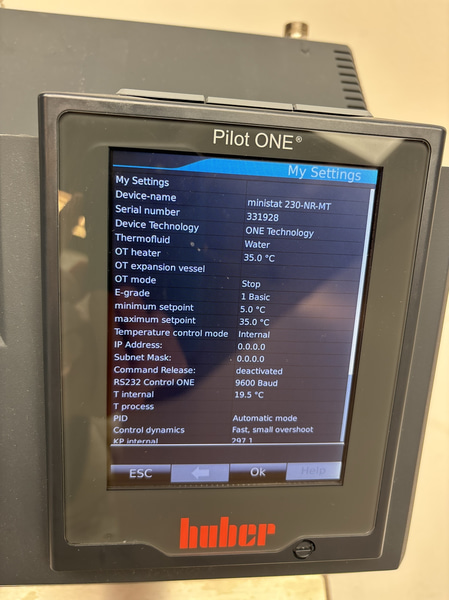 Pilot ONE®
My Settings
My Settings
Device-name ministat 230-NR-MT
Serial number 331928
Device Technology ONE Technology
Thermofluid Water
OT heater 35.0 °C
OT expansion vessel
OT mode Stop
E-grade 1 Basic
minimum setpoint 5.0 °C
maximum setpoint 35.0 °C
Temperature control mode Internal
IP Address: 0.0.0.0
Subnet Mask: 0.0.0.0
Command Release: deactivated
RS232 Control ONE 9600 Baud
T internal 19.5 °C
T process
PID Automatic mode
Control dynamics Fast, small overshoot
KP internal 297.1
ESC Ok Help
huber